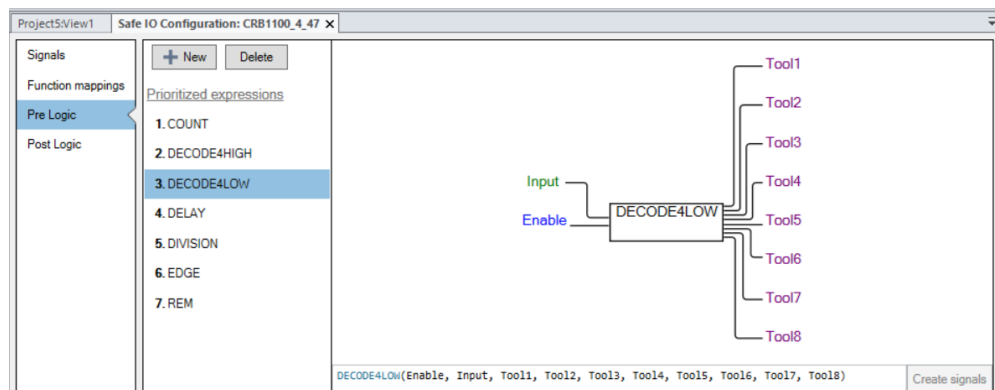 Project5:View1
Safe IO Configuration: CRB1100_4_47
Signals
Function mappings
Pre Logic
Post Logic
New
Delete
Prioritized expressions
1. COUNT
2. DECODE4HIGH
3. DECODE4LOW
4. DELAY
5. DIVISION
6. EDGE
7. REM
Input
Enable
DECODE4LOW
Tool1
Tool2
Tool3
Tool4
Tool5
Tool6
Tool7
Tool8
DECODE4LOW(Enable, Input, Tool1, Tool2, Tool3, Tool4, Tool5, Tool6, Tool7, Tool8)
Create signals